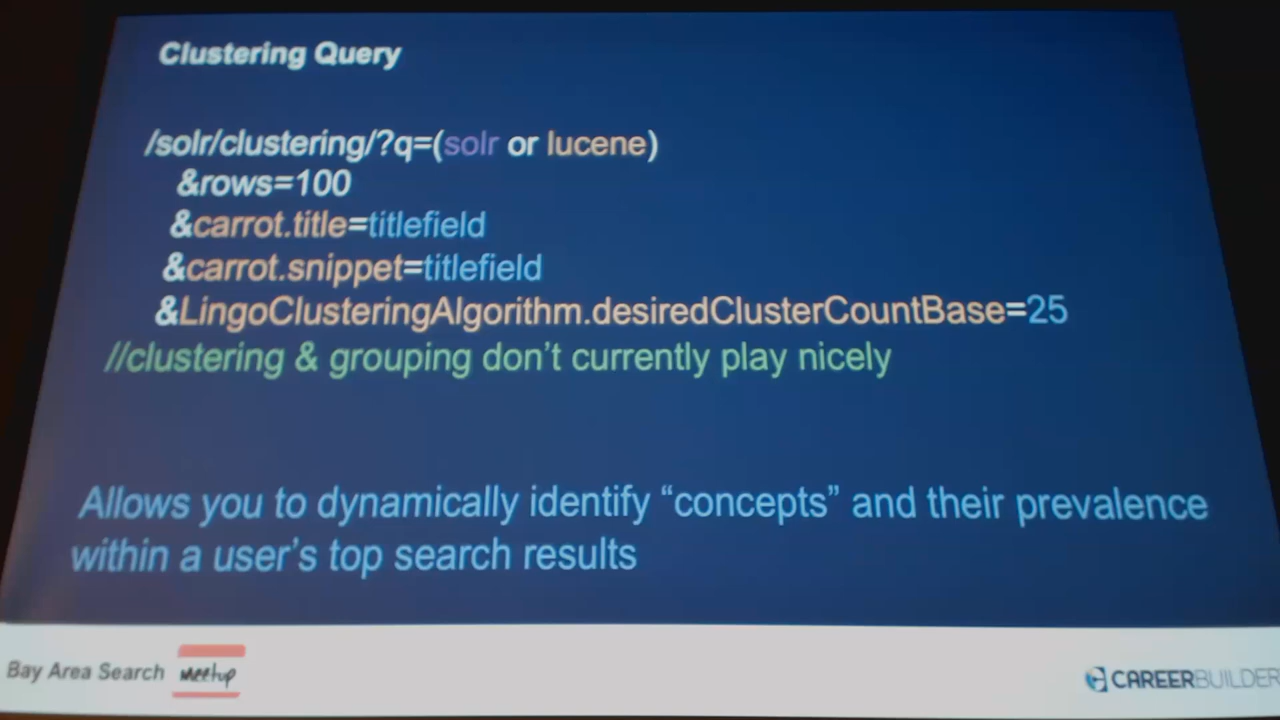 Clustering Query
/solr/clustering/?q=(solr or lucene)
&rows=100
&carrot.title=titlefield
&carrot.snippet=titlefield
&LingoClusteringAlgorithm.desiredClusterCountBase=25
//clustering & grouping don’t currently play nicely
Allows you to dynamically identify “concepts” and their prevalence
within a user’s top search results
Bay Area Search Meetup
CAREERBUILDER